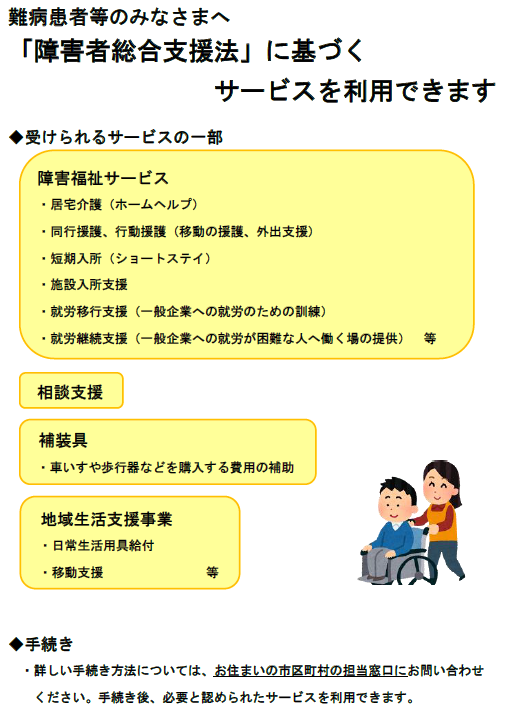 難病患者等のみなさまへ
「障害者総合支援法」に基づく
サービスを利用できます
◆受けられるサービスの一部
障害福祉サービス
・居宅介護（ホームヘルプ）
・同行援護、行動援護（移動の援護、外出支援）
・短期入所（ショートステイ）
・施設入所支援
・就労移行支援（一般企業への就労のための訓練）
・就労継続支援（一般企業への就労が困難な人へ働く場の提供）　等
相談支援
補装具
・車いすや歩行器などを購入する費用の補助
地域生活支援事業
・日常生活用具給付
・移動支援　等
◆手続き
・詳しい手続き方法については、お住まいの市区町村の担当窓口にお問い合わせ
ください。手続き後、必要と認められたサービスを利用できます。